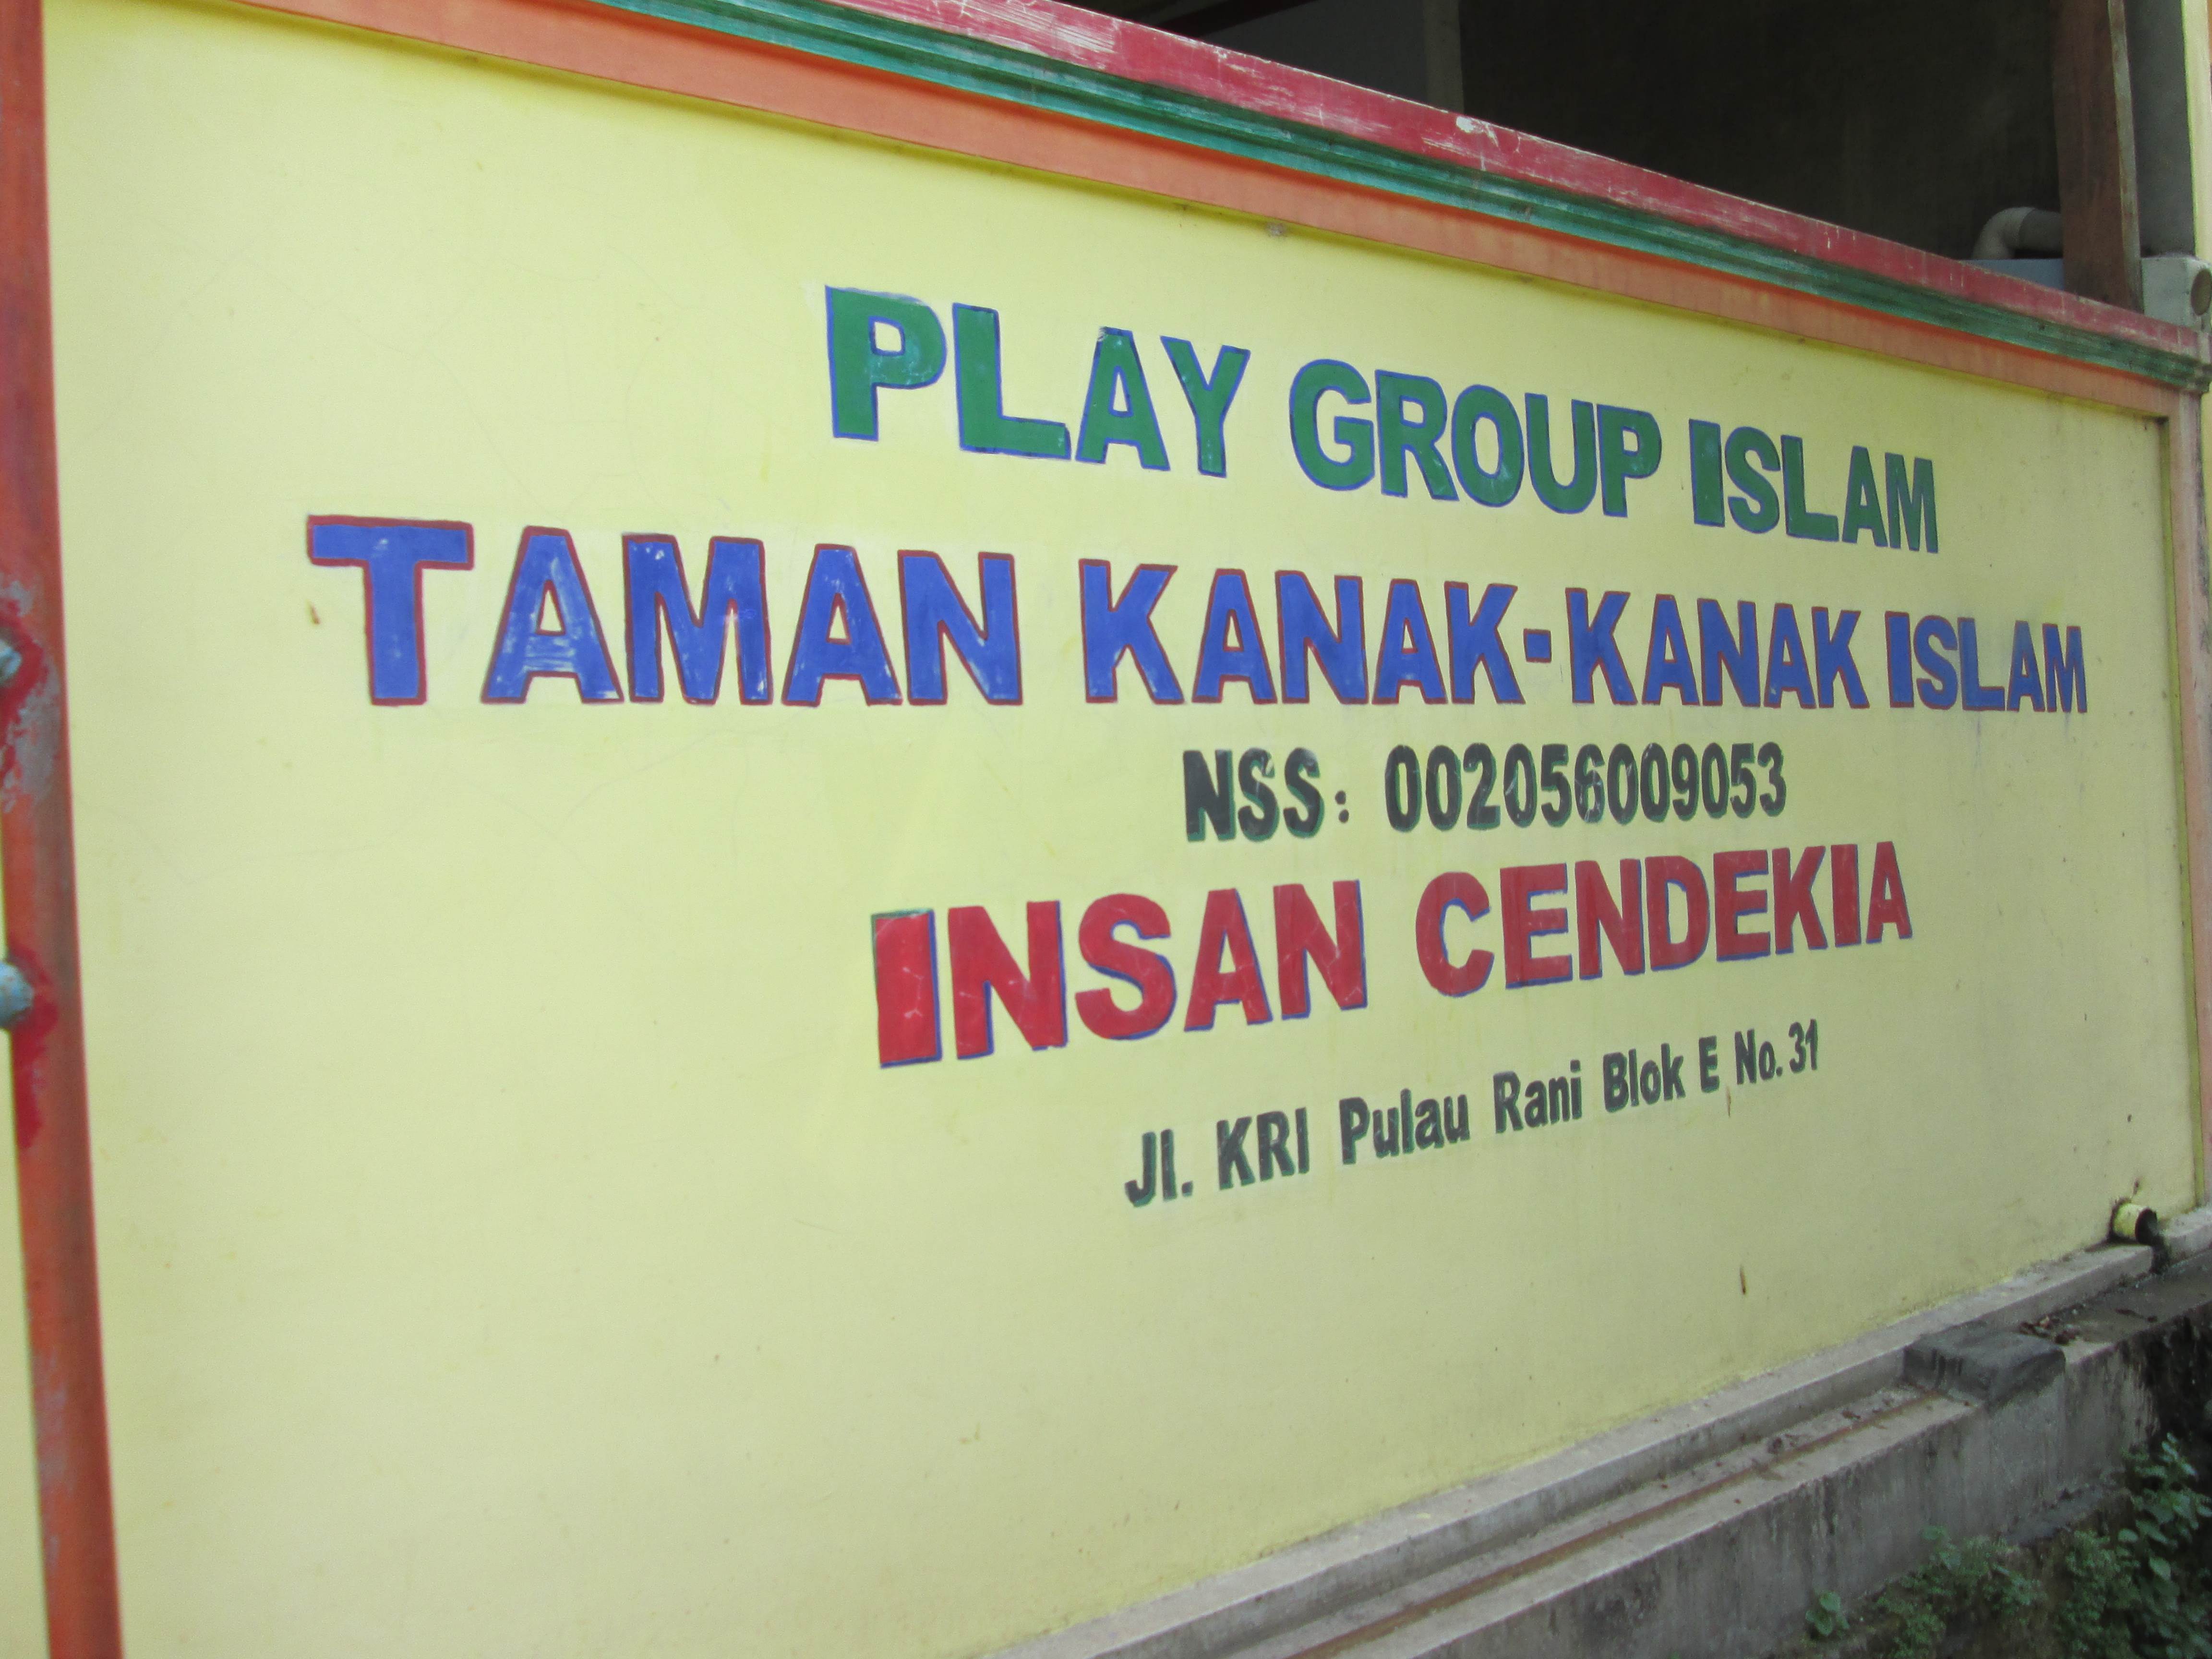 PLAY GROUP ISLAM
TAMAN KANAK-KANAK ISLAM
NSS: 002056009053
INSAN CENDEKIA
Jl. KRI Pulau Rani Blok E No. 31